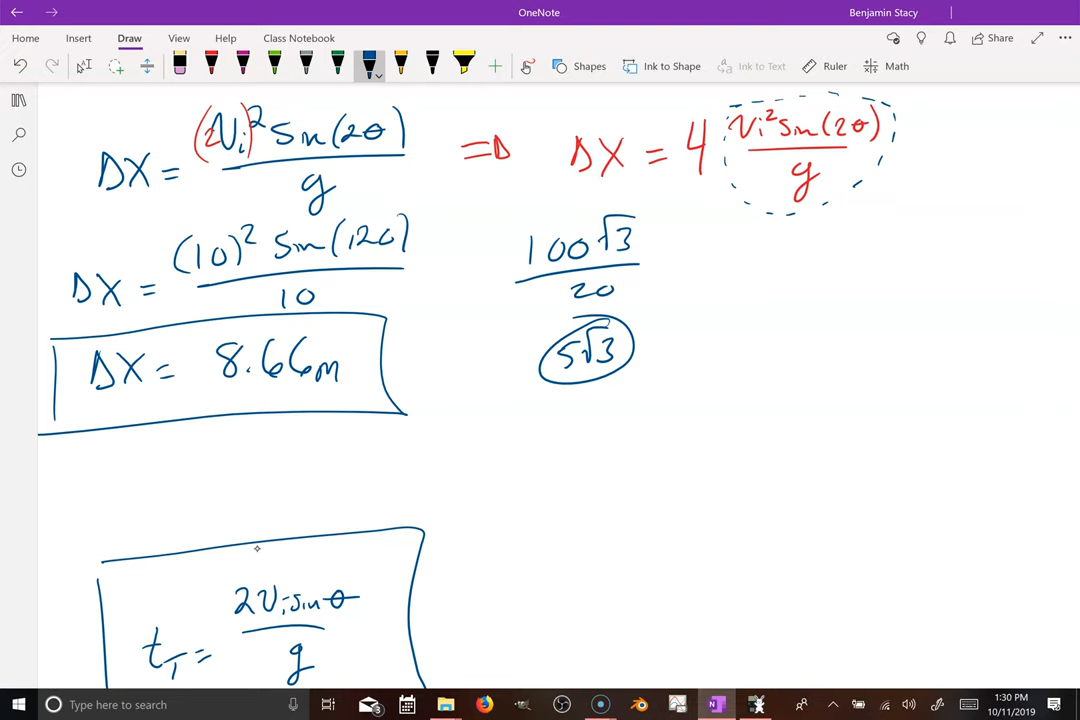 OneNote
Benjamin Stacy
Home Insert Draw View Help Class Notebook
Share
Shapes Ink to Shape Ink to Text Ruler Math
ΔX = (2Vi)² Sin(2θ) / g => ΔX = 4 Vi² Sin(2θ) / g
ΔX = (10)² Sin(120) / 10
100√3 / 20
ΔX = 8.66m
5√3
tT = 2Vi sin θ / g
Type here to search
3
1:30 PM
10/11/2019